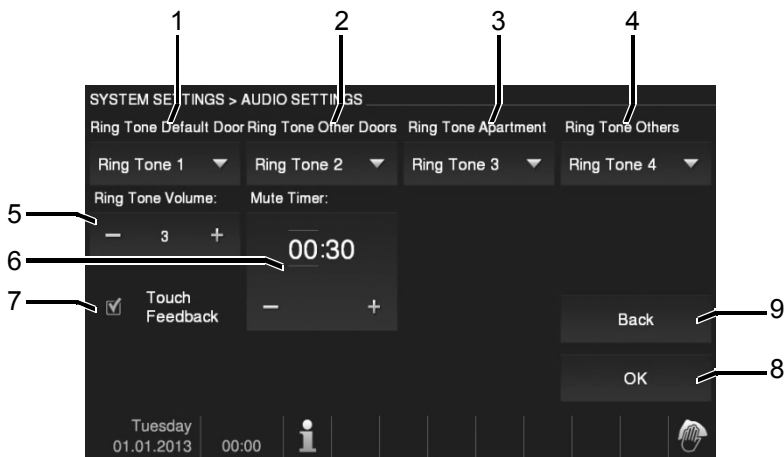 1 2 3 4
SYSTEM SETTINGS > AUDIO SETTINGS
Ring Tone Default Door Ring Tone Other Doors Ring Tone Apartment Ring Tone Others
Ring Tone 1 Ring Tone 2 Ring Tone 3 Ring Tone 4
Ring Tone Volume: Mute Timer:
5
− 3 +
00:30
6
7
Touch
Feedback
− +
Back
9
OK
8
Tuesday
01.01.2013 00:00 i